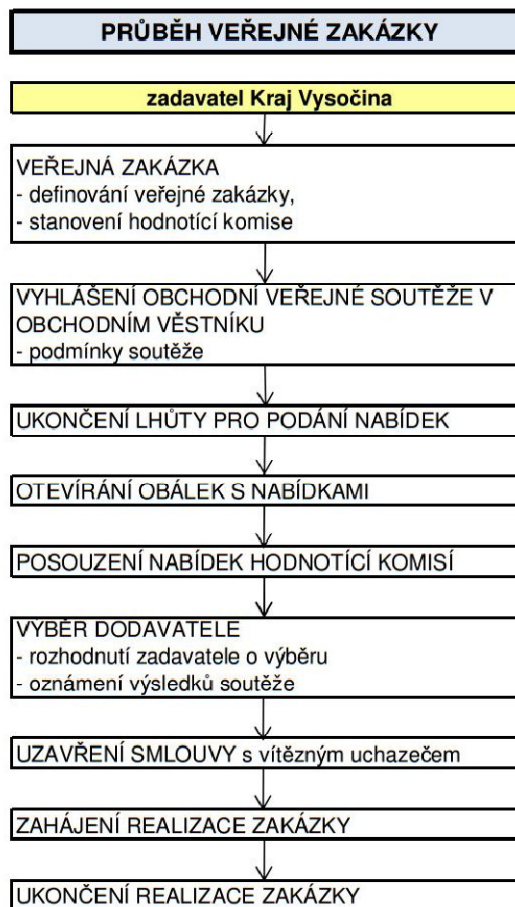 PRŮBĚH VEŘEJNÉ ZAKÁZKY
zadavatel Kraj Vysočina
VEŘEJNÁ ZAKÁZKA
- definování veřejné zakázky,
- stanovení hodnotící komise
VYHLÁŠENÍ OBCHODNÍ VEŘEJNÉ SOUTĚŽE V
OBCHODNÍM VĚSTNÍKU
- podmínky soutěže
UKONČENÍ LHŮTY PRO PODÁNÍ NABÍDEK
OTEVÍRÁNÍ OBÁLEK S NABÍDKAMI
POSOUZENÍ NABÍDEK HODNOTÍCÍ KOMISÍ
VÝBĚR DODAVATELE
- rozhodnutí zadavatele o výběru
- oznámení výsledků soutěže
UZAVŘENÍ SMLOUVY s vítězným uchazečem
ZAHÁJENÍ REALIZACE ZAKÁZKY
UKONČENÍ REALIZACE ZAKÁZKY